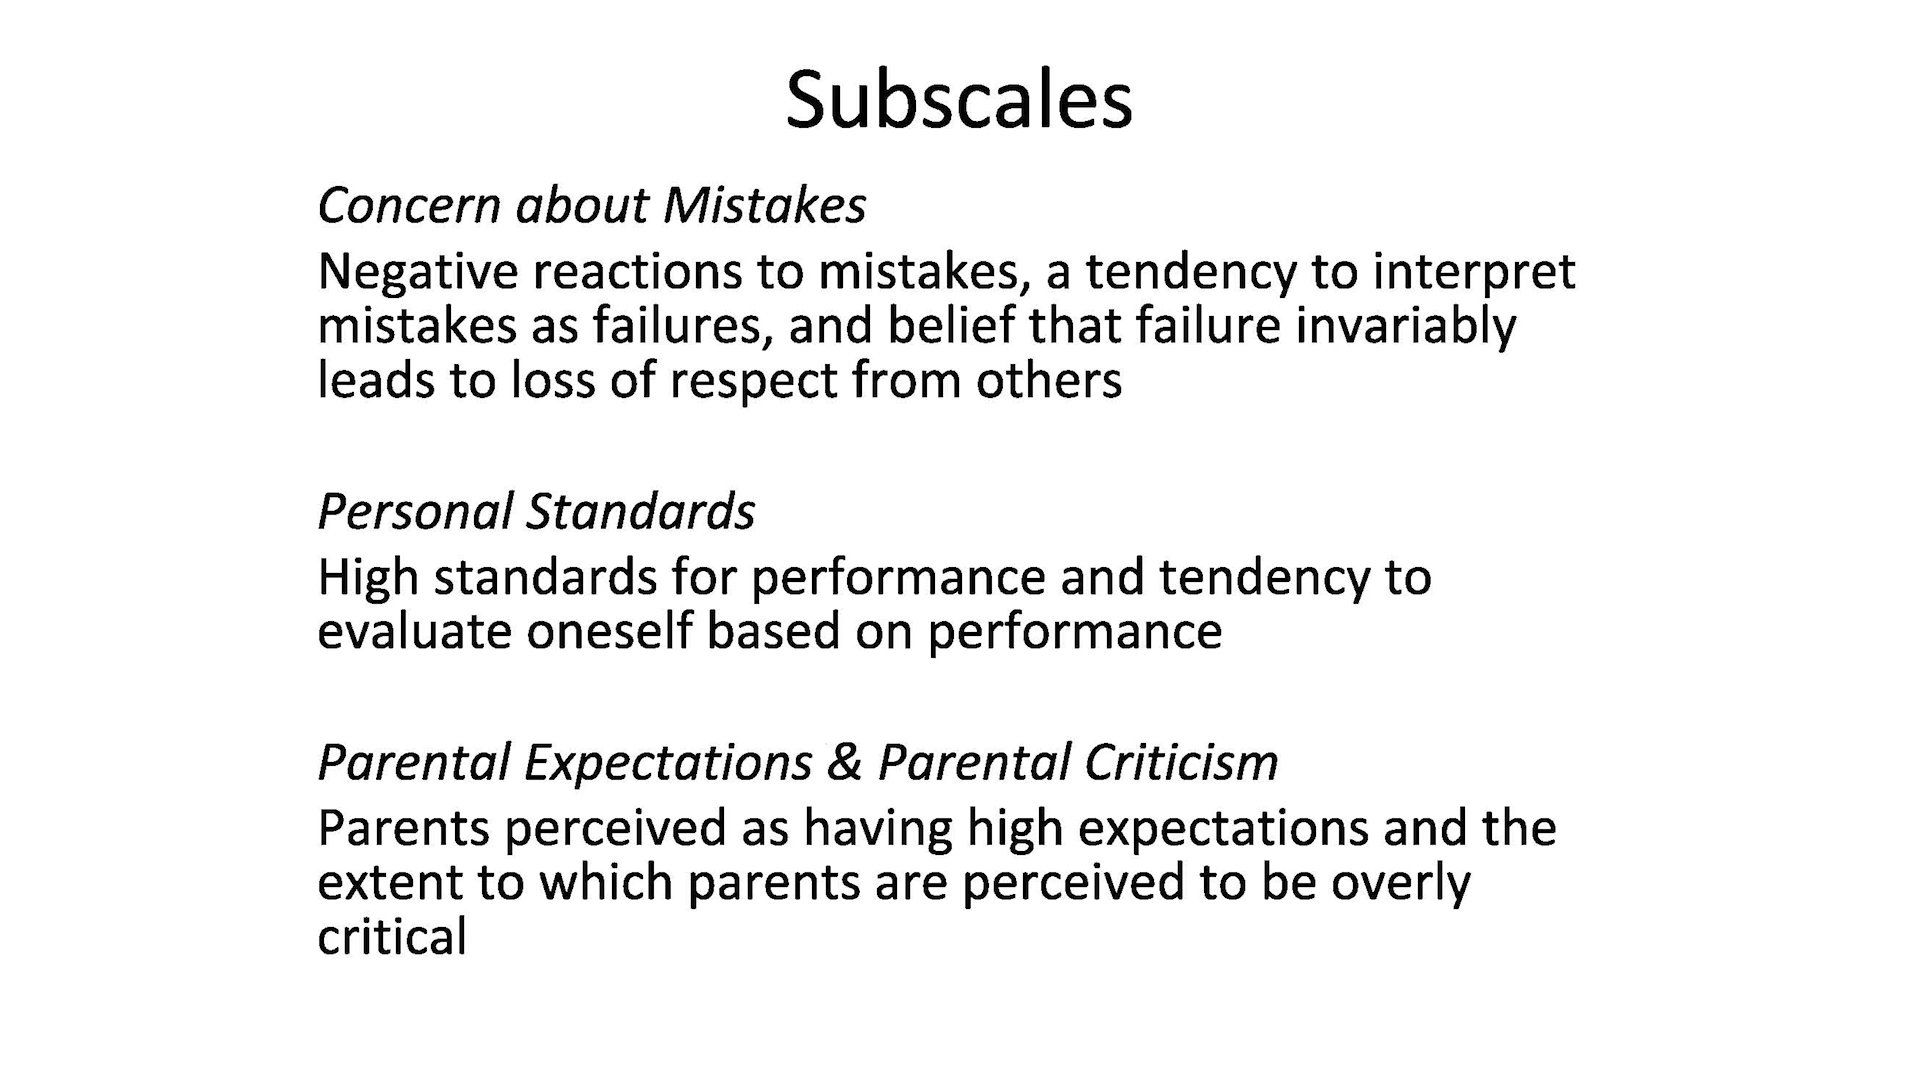 Subscales
Concern about Mistakes
Negative reactions to mistakes, a tendency to interpret
mistakes as failures, and belief that failure invariably
leads to loss of respect from others
Personal Standards
High standards for performance and tendency to
evaluate oneself based on performance
Parental Expectations & Parental Criticism
Parents perceived as having high expectations and the
extent to which parents are perceived to be overly
critical